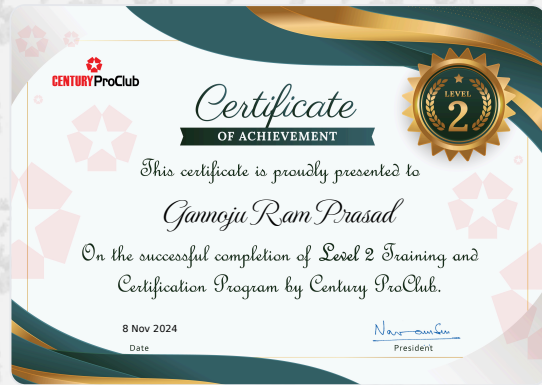 CENTURY ProClub
LEVEL
2
Certificate
OF ACHIEVEMENT
This certificate is proudly presented to
Gannoju Ram Prasad
On the successful completion of Level 2 Training and
Certification Program by Century ProClub.
8 Nov 2024
Date
President